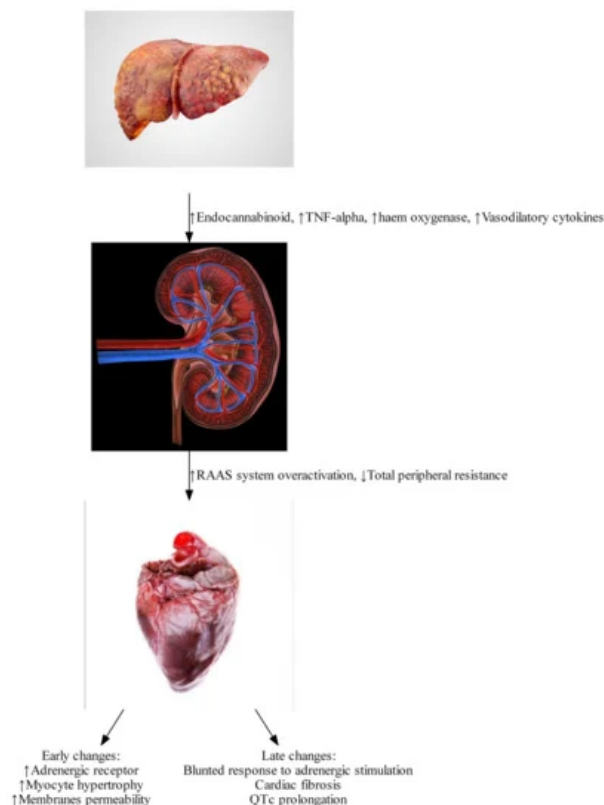 ↑Endocannabinoid, ↑TNF-alpha, ↑haem oxygenase, ↑Vasodilatory cytokines
↑RAAS system overactivation, ↓Total peripheral resistance
Early changes:
↑Adrenergic receptor
↑Myocyte hypertrophy
↑Membranes permeability
Late changes:
Blunted response to adrenergic stimulation
Cardiac fibrosis
QTc prolongation